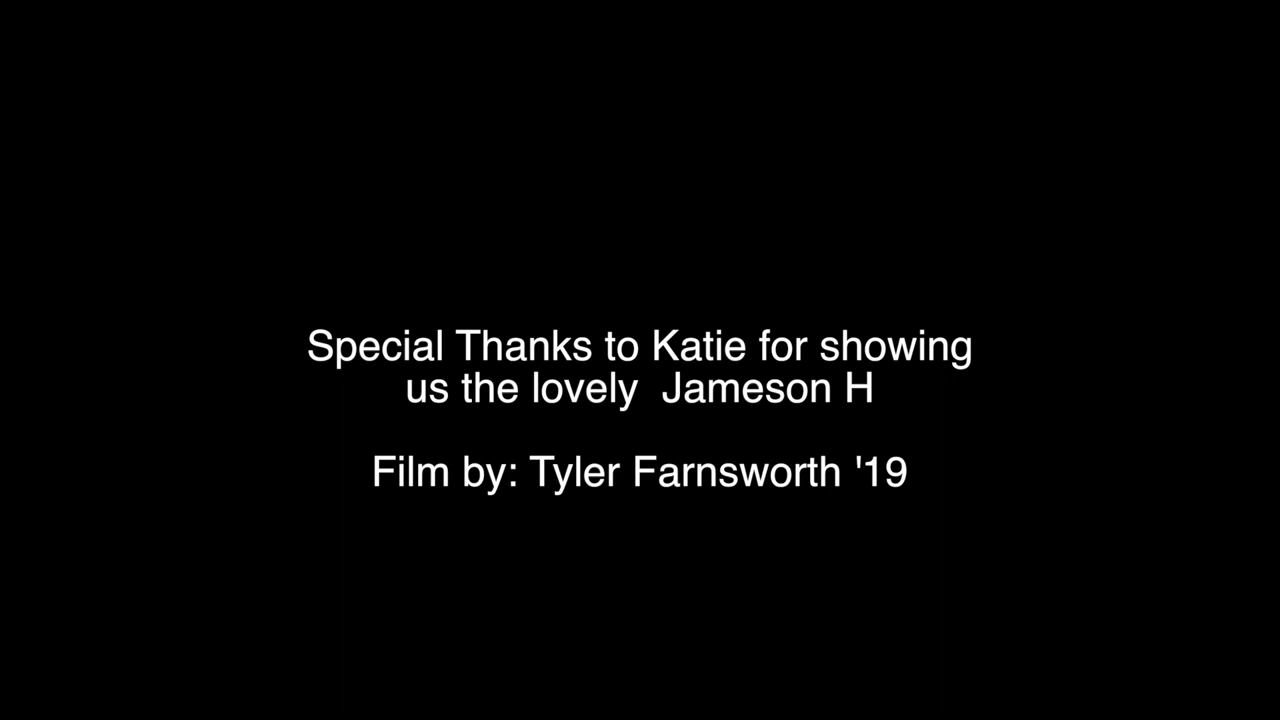 Special Thanks to Katie for showing
us the lovely  Jameson H
Film by: Tyler Farnsworth '19